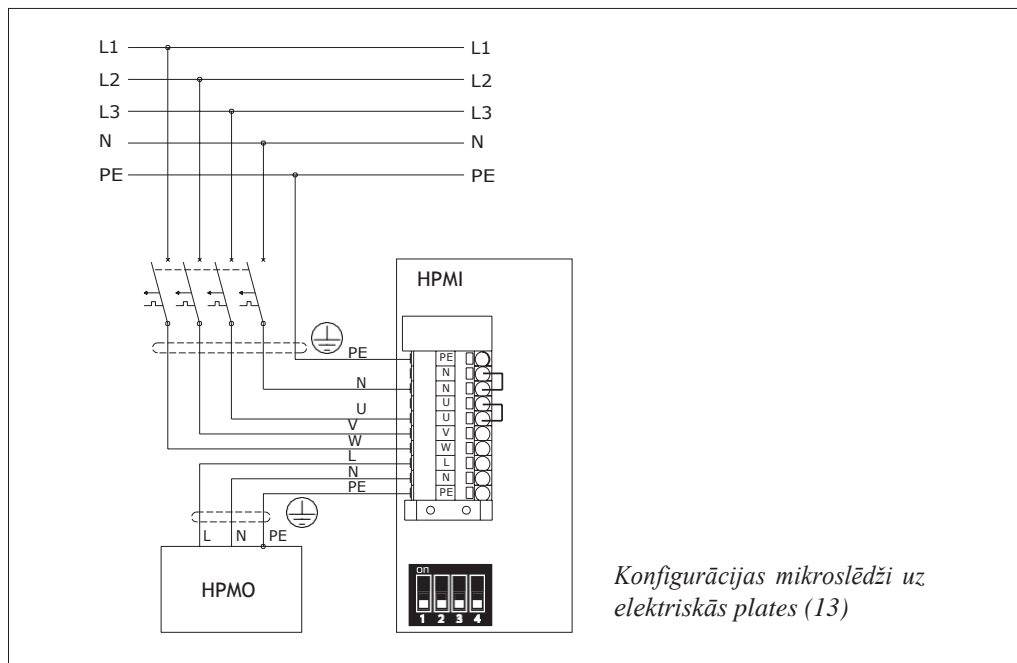 L1 L1
L2 L2
L3 L3
N N
PE PE
HPMI
PE PE
N
N N
U
U U
V V
W W
L L
N N
PE PE
L N PE
HPMO
on
1 2 3 4
Konfigurācijas mikroslēdži uz
elektriskās plates (13)